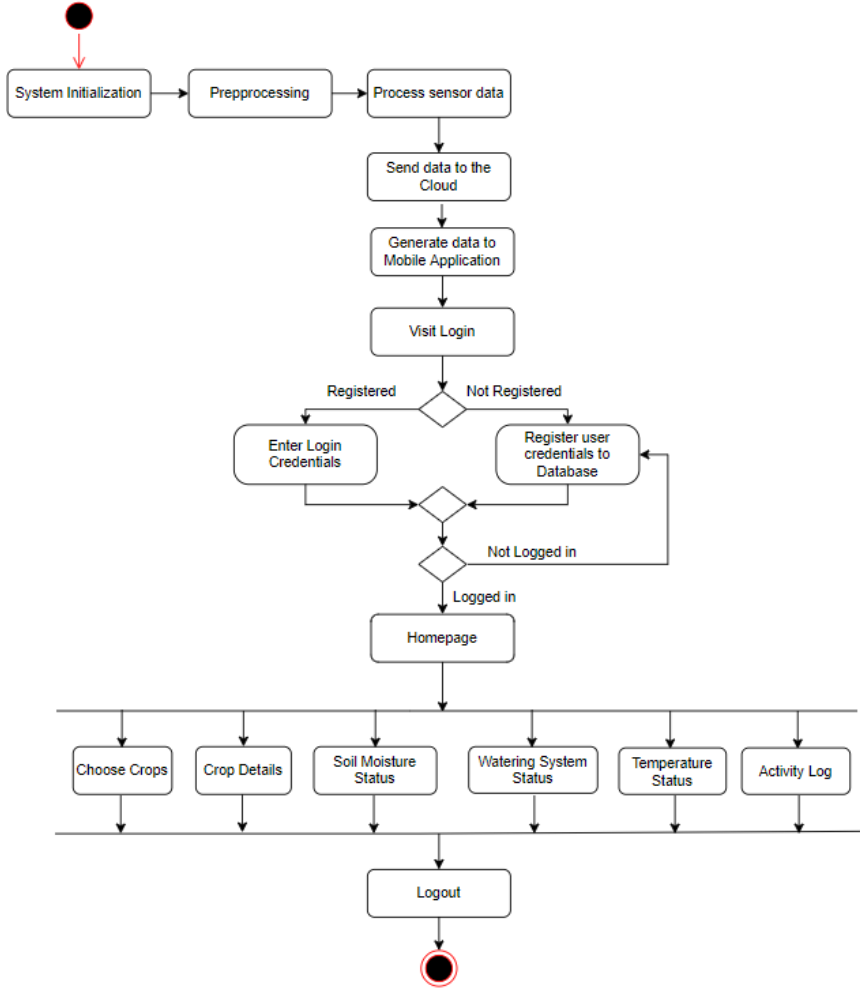 System Initialization
Prepprocessing
Process sensor data
Send data to the
Cloud
Generate data to
Mobile Application
Visit Login
Registered
Not Registered
Enter Login
Credentials
Register user
credentials to
Database
Not Logged in
Logged in
Homepage
Choose Crops
Crop Details
Soil Moisture
Status
Watering System
Status
Temperature
Status
Activity Log
Logout